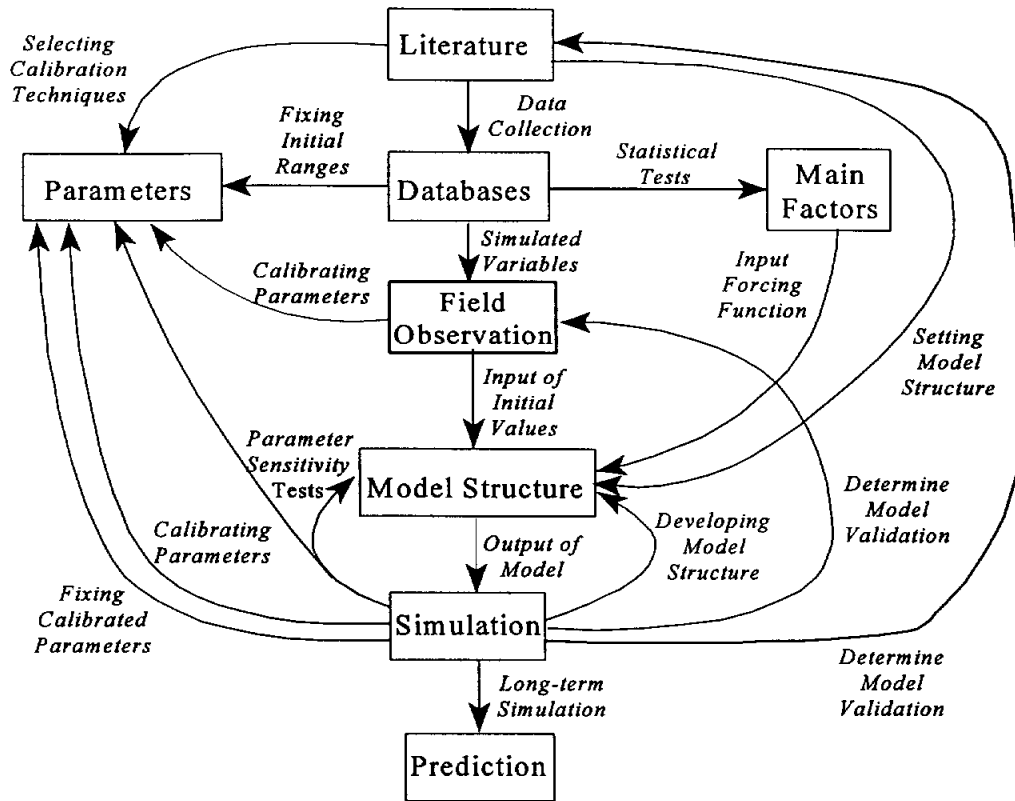 Selecting
Calibration
Techniques
Literature
Data
Collection
Fixing
Initial
Ranges
Statistical
Tests
Parameters
Databases
Main
Factors
Simulated
Variables
Calibrating
Parameters
Field
Observation
Input
Forcing
Function
Setting
Model
Structure
Input of
Initial
Values
Parameter
Sensitivity
Tests
Model Structure
Determine
Model
Validation
Calibrating
Parameters
Output of
Model
Developing
Model
Structure
Fixing
Calibrated
Parameters
Simulation
Determine
Model
Validation
Long-term
Simulation
Prediction